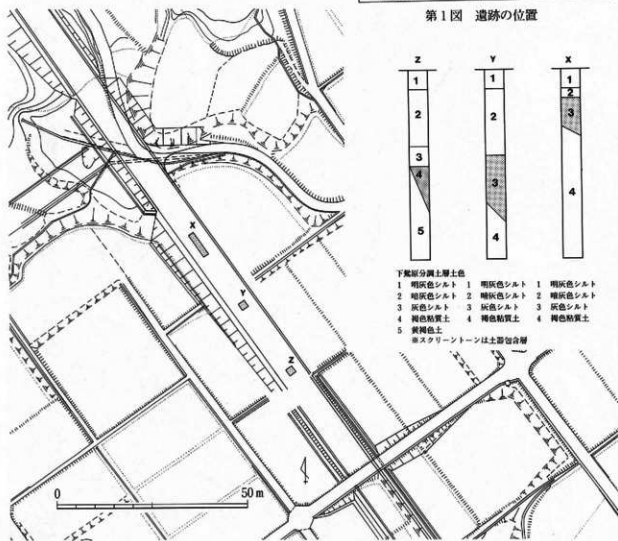 第1図 遺跡の位置
Z Y X
1 1 1
2 2 2
3 3 3
4 4 4
5
下鴬原分調土層土色
1 明灰色シルト 1 明灰色シルト 1 明灰色シルト
2 暗灰色シルト 2 暗灰色シルト 2 暗灰色シルト
3 灰色シルト 3 灰色シルト 3 灰色シルト
4 褐色粘質土 4 褐色粘質土 4 褐色粘質土
5 黄褐色土
※スクリーントーンは土器包含層
X
Y
Z
0 50m